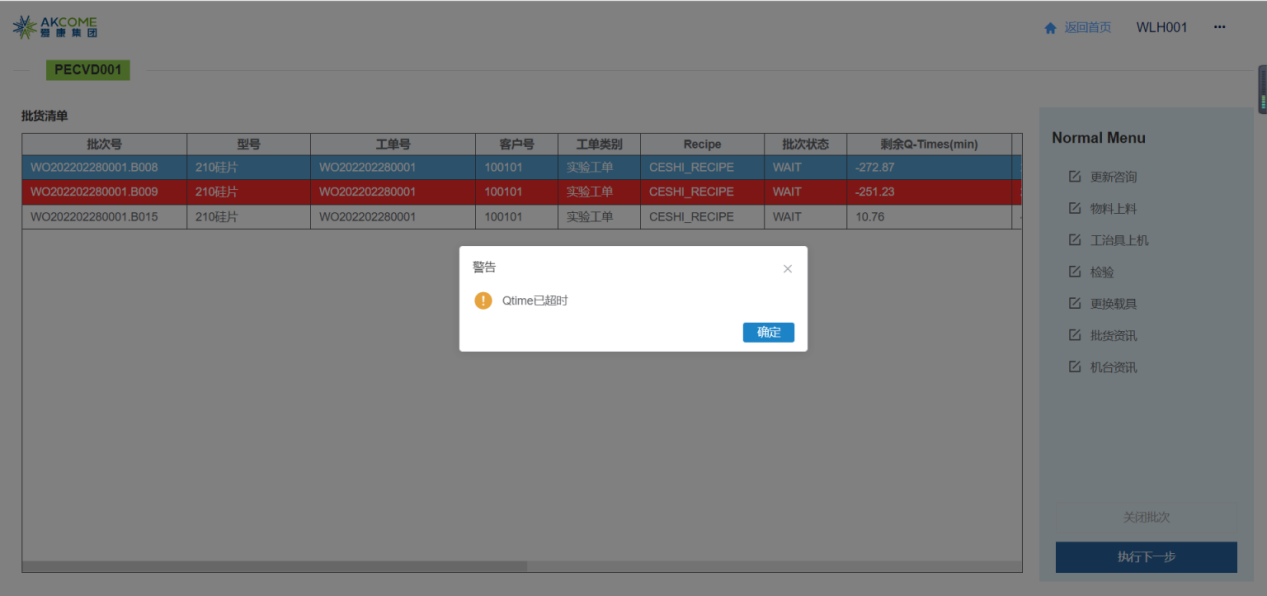 AKCOME
爱康集团
返回首页 WLH001 ···
PECVD001
批货清单
批次号 型号 工单号 客户号 工单类别 Recipe 批次状态 剩余Q-Times(min)
WO202202280001.B008 210硅片 WO202202280001 100101 实验工单 CESHI_RECIPE WAIT -272.87
WO202202280001.B009 210硅片 WO202202280001 100101 实验工单 CESHI_RECIPE WAIT -251.23
WO202202280001.B015 210硅片 WO202202280001 100101 实验工单 CESHI_RECIPE WAIT 10.76
警告
Qtime已超时
确定
Normal Menu
更新咨询
物料上料
工治具上机
检验
更换载具
批货资讯
机台资讯
关闭批次
执行下一步